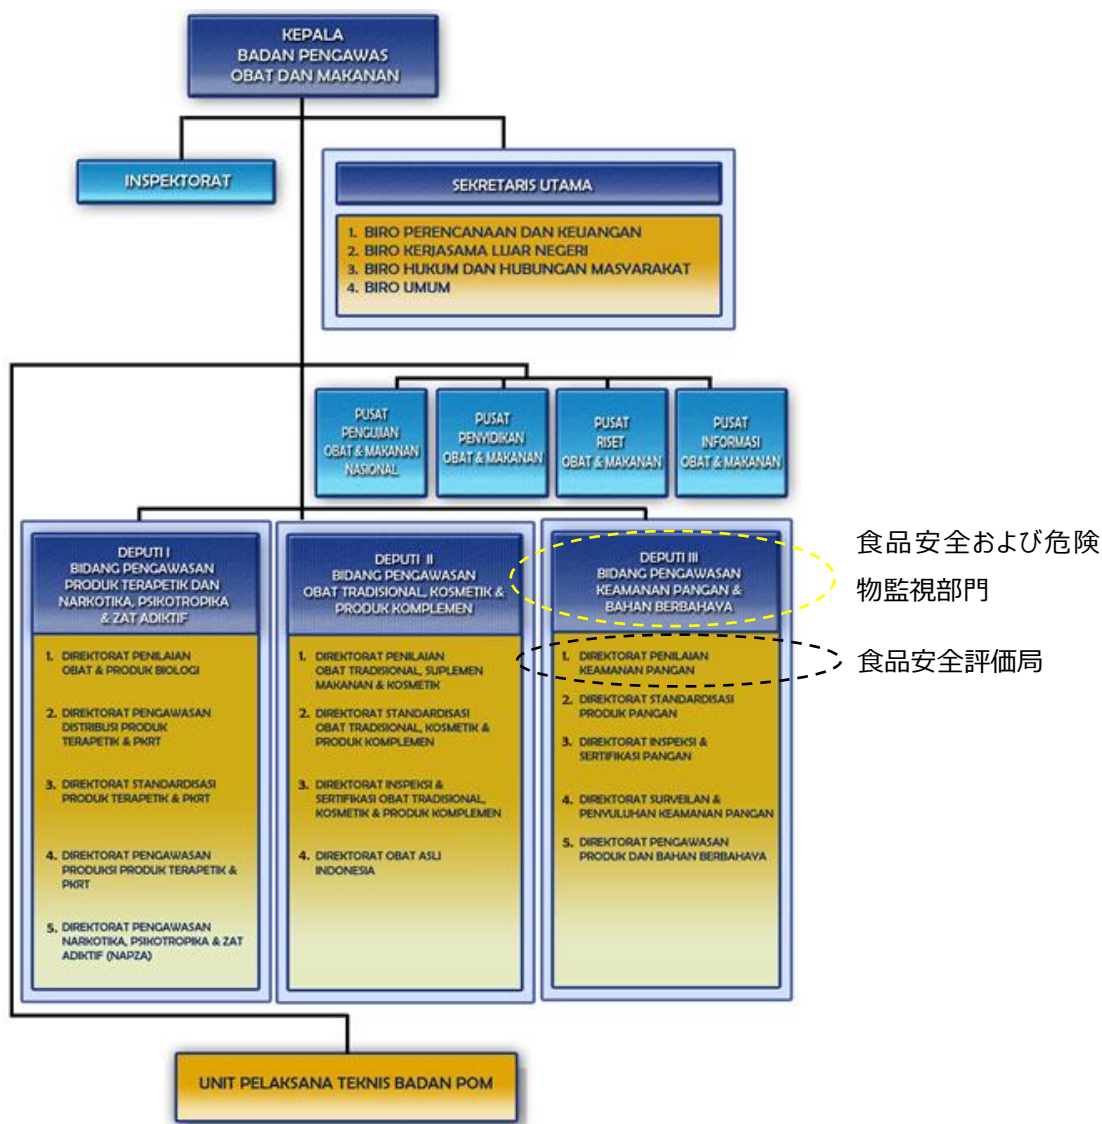 KEPALA
BADAN PENGAWAS
OBAT DAN MAKANAN
INSPEKTORAT
SEKRETARIS UTAMA
1. BIRO PERENCANAAN DAN KEUANGAN
2. BIRO KERJASAMA LUAR NEGERI
3. BIRO HUKUM DAN HUBUNGAN MASYARAKAT
4. BIRO UMUM
PUSAT
PENGUJIAN
OBAT & MAKANAN
NASIONAL
PUSAT
PENYIDIKAN
OBAT & MAKANAN
PUSAT
RISET
OBAT & MAKANAN
PUSAT
INFORMASI
OBAT & MAKANAN
DEPUTI I
BIDANG PENGAWASAN
PRODUK TERAPETIK DAN
NARKOTIKA, PSIKOTROPIKA
& ZAT ADIKTIF
1. DIREKTORAT PENILAIAN
OBAT & PRODUK BIOLOGI
2. DIREKTORAT PENGAWASAN
DISTRIBUSI PRODUK
TERAPETIK & PKRT
3. DIREKTORAT STANDARDISASI
PRODUK TERAPETIK & PKRT
4. DIREKTORAT PENGAWASAN
PRODUKSI PRODUK TERAPETIK &
PKRT
5. DIREKTORAT PENGAWASAN
NARKOTIKA, PSIKOTROPIKA & ZAT
ADIKTIF (NAPZA)
DEPUTI II
BIDANG PENGAWASAN
OBAT TRADISIONAL, KOSMETIK &
PRODUK KOMPLEMEN
1. DIREKTORAT PENILAIAN
OBAT TRADISIONAL, SUPLEMEN
MAKANAN & KOSMETIK
2. DIREKTORAT STANDARDISASI
OBAT TRADISIONAL, KOSMETIK &
PRODUK KOMPLEMEN
3. DIREKTORAT INSPEKSI &
SERTIFIKASI OBAT TRADISIONAL,
KOSMETIK & PRODUK KOMPLEMEN
4. DIREKTORAT OBAT ASLI
INDONESIA
DEPUTI III
BIDANG PENGAWASAN
KEAMANAN PANGAN &
BAHAN BERBAHAYA
1. DIREKTORAT PENILAIAN
KEAMANAN PANGAN
2. DIREKTORAT STANDARDISASI
PRODUK PANGAN
3. DIREKTORAT INSPEKSI &
SERTIFIKASI PANGAN
4. DIREKTORAT SURVEILAN &
PENYULUHAN KEAMANAN PANGAN
5. DIREKTORAT PENGAWASAN
PRODUK DAN BAHAN BERBAHAYA
食品安全および危険
物監視部門
食品安全評価局
UNIT PELAKSANA TEKNIS BADAN POM